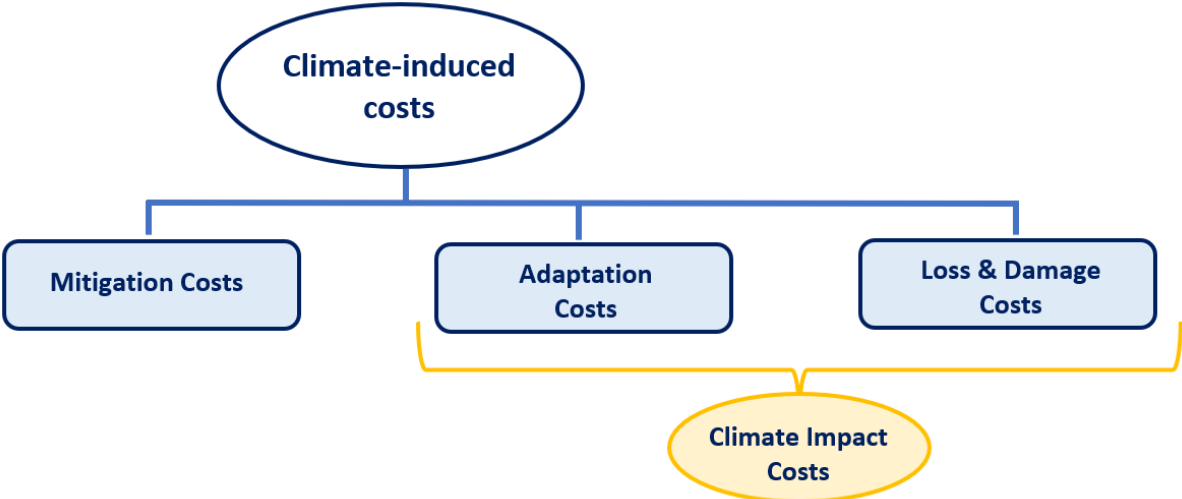 Climate-induced
costs
Mitigation Costs
Adaptation
Costs
Loss & Damage
Costs
Climate Impact
Costs